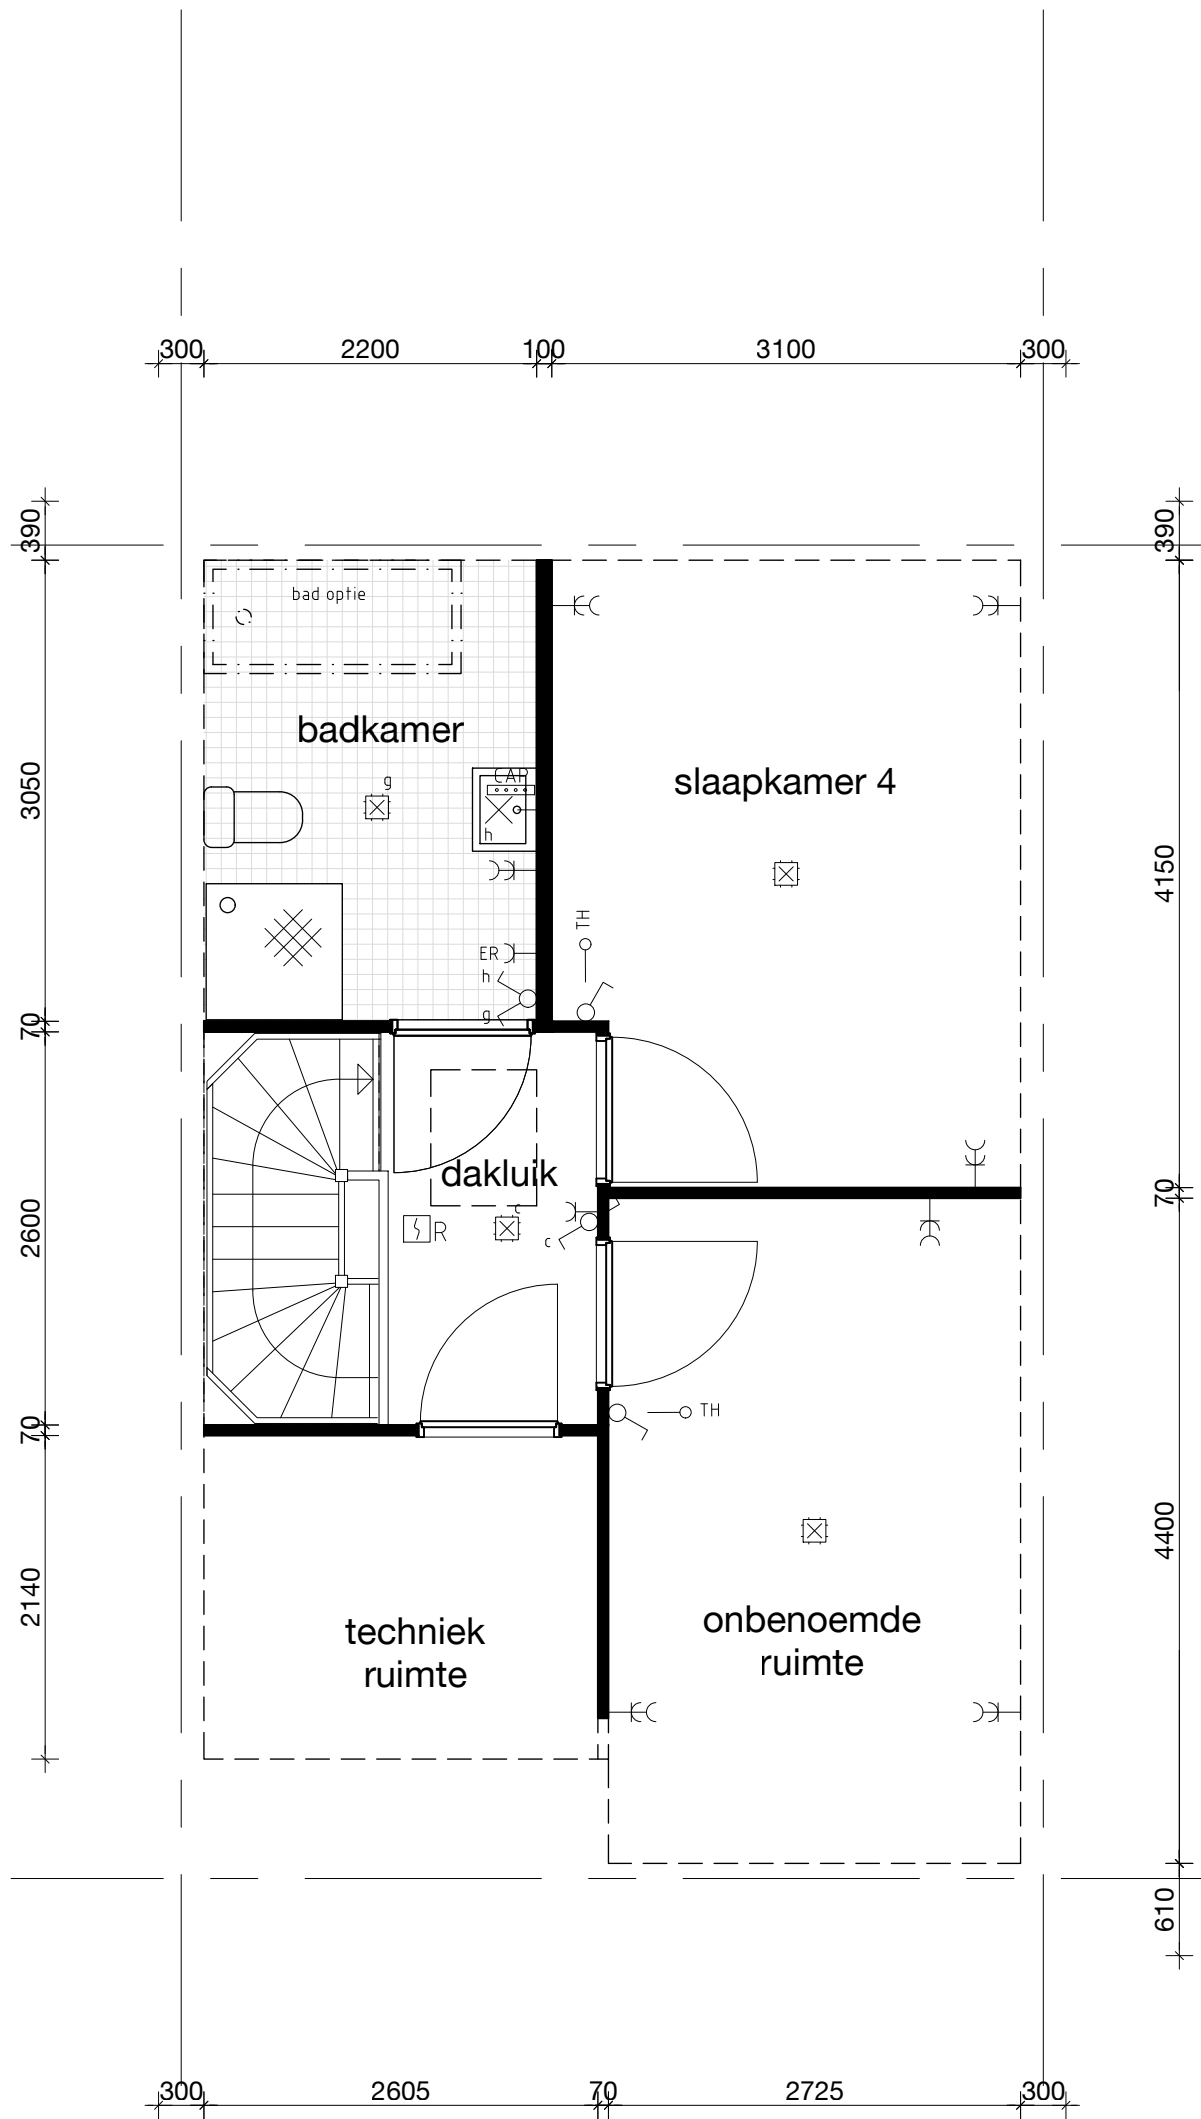 300 2200 100 3100 300
390
390
bad optie
badkamer
slaapkamer 4
g
CAP
h
3050
4150
TH
ER
h
g
70
dakluik
70
c
R
c
2600
TH
70
4400
2140
techniek
ruimte
onbenoemde
ruimte
610
300 2605 70 2725 300